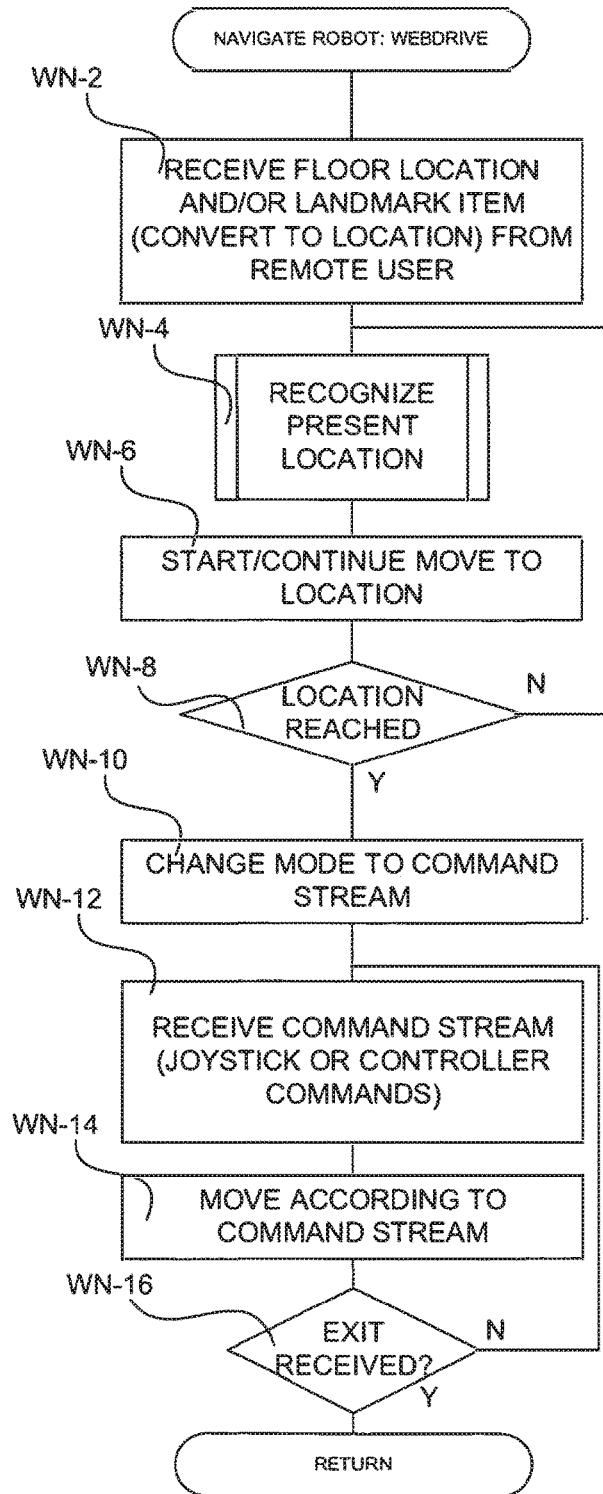 NAVIGATE ROBOT: WEBDRIVE
WN-2
RECEIVE FLOOR LOCATION
AND/OR LANDMARK ITEM
(CONVERT TO LOCATION) FROM
REMOTE USER
WN-4
RECOGNIZE
PRESENT
LOCATION
WN-6
START/CONTINUE MOVE TO
LOCATION
WN-8
LOCATION
REACHED
N
Y
WN-10
CHANGE MODE TO COMMAND
STREAM
WN-12
RECEIVE COMMAND STREAM
(JOYSTICK OR CONTROLLER
COMMANDS)
WN-14
MOVE ACCORDING TO
COMMAND STREAM
WN-16
EXIT
RECEIVED?
N
Y
RETURN